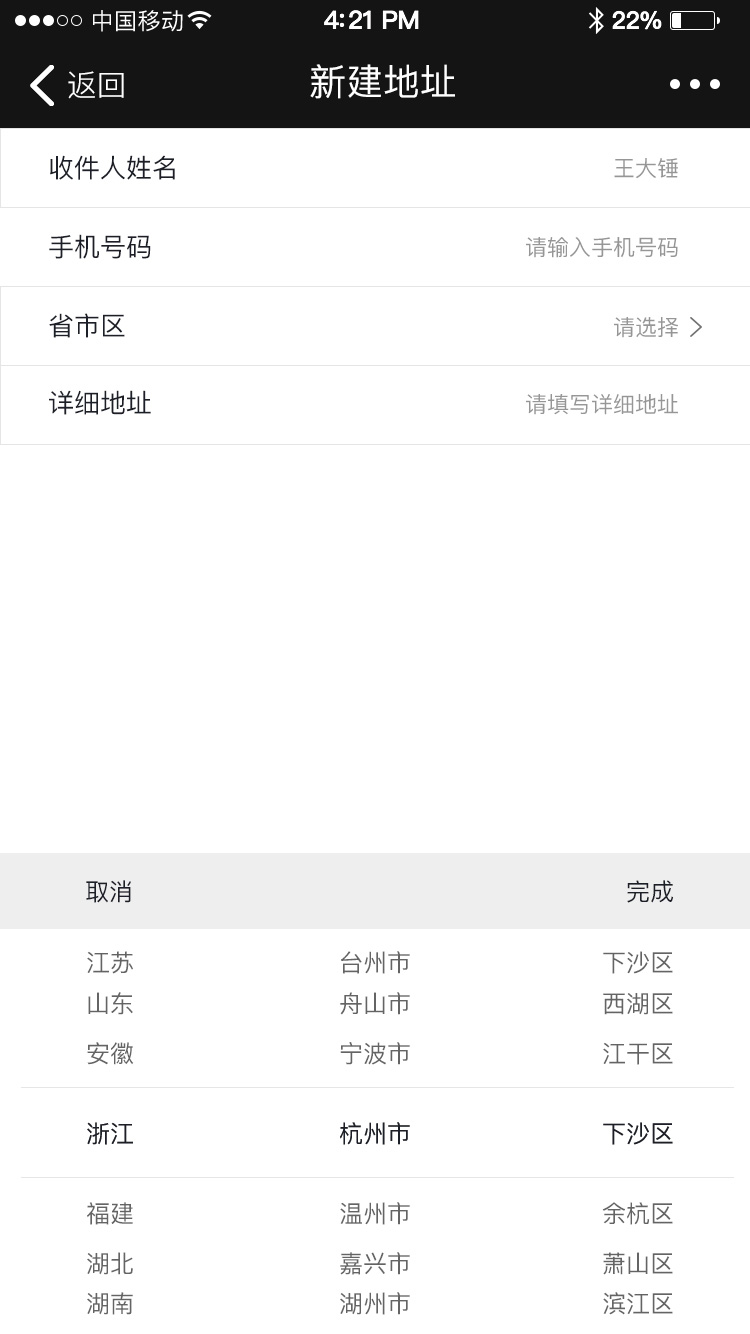 中国移动 4:21 PM 22%
返回 新建地址
收件人姓名 王大锤
手机号码 请输入手机号码
省市区 请选择
详细地址 请填写详细地址
取消 完成
江苏 台州市 下沙区
山东 舟山市 西湖区
安徽 宁波市 江干区
浙江 杭州市 下沙区
福建 温州市 余杭区
湖北 嘉兴市 萧山区
湖南 湖州市 滨江区